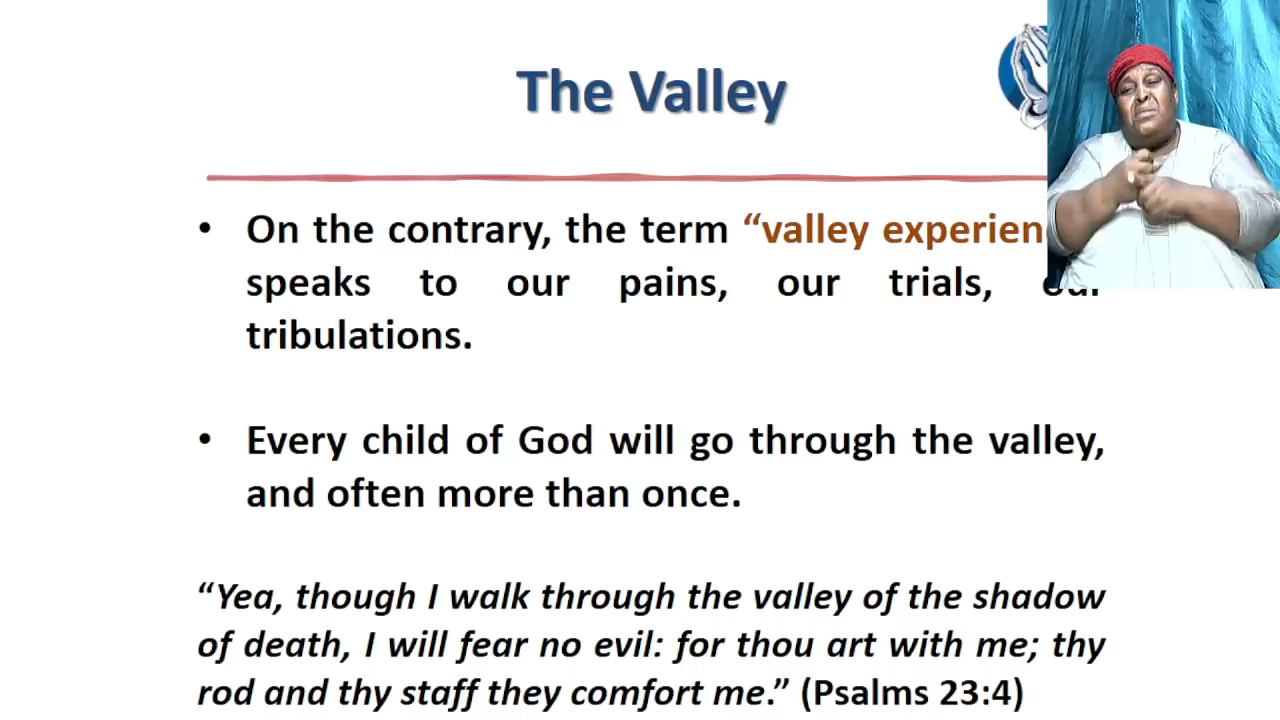 The Valley
• On the contrary, the term “valley
speaks to our pains, our trials,
tribulations.
• Every child of God will go through the valley,
and often more than once.
“Yea, though I walk through the valley of the shadow
of death, I will fear no evil: for thou art with me; thy
rod and thy staff they comfort me.” (Psalms 23:4)